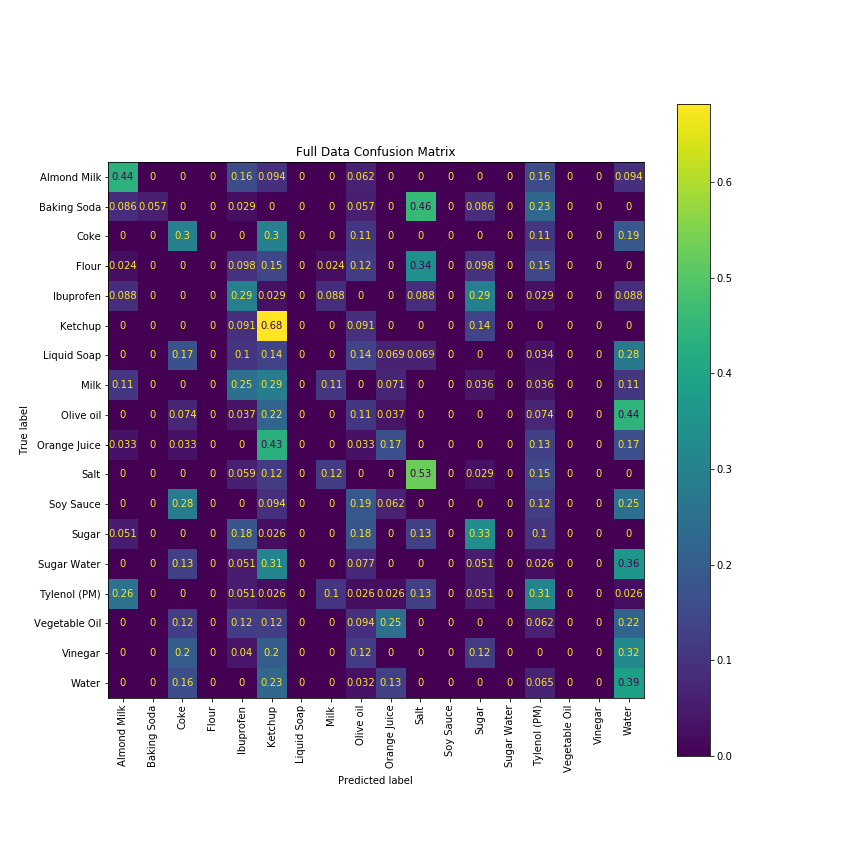 Full Data Confusion Matrix
Almond Milk 0.44 0 0 0 0.16 0.094 0 0 0.062 0 0 0 0 0 0.16 0 0 0.094
Baking Soda 0.086 0.057 0 0 0.029 0 0 0 0.057 0 0.46 0 0.086 0 0.23 0 0 0
Coke 0 0 0.3 0 0 0.3 0 0 0.11 0 0 0 0 0 0.11 0 0 0.19
Flour 0.024 0 0 0 0.098 0.15 0 0.024 0.12 0 0.34 0 0.098 0 0.15 0 0 0
Ibuprofen 0.088 0 0 0 0.29 0.029 0 0.088 0 0 0.088 0 0.29 0 0.029 0 0 0.088
Ketchup 0 0 0 0 0.091 0.68 0 0 0.091 0 0 0 0.14 0 0 0 0 0
Liquid Soap 0 0 0.17 0 0.1 0.14 0 0 0.14 0.069 0.069 0 0 0 0.034 0 0 0.28
Milk 0.11 0 0 0 0.25 0.29 0 0.11 0 0.071 0 0 0.036 0 0.036 0 0 0.11
Olive oil 0 0 0.074 0 0.037 0.22 0 0 0.11 0.037 0 0 0 0 0.074 0 0 0.44
Orange Juice 0.033 0 0.033 0 0 0.43 0 0 0.033 0.17 0 0 0 0 0.13 0 0 0.17
Salt 0 0 0 0 0.059 0.12 0 0.12 0 0 0.53 0 0.029 0 0.15 0 0 0
Soy Sauce 0 0 0.28 0 0 0.094 0 0 0.19 0.062 0 0 0 0 0.12 0 0 0.25
Sugar 0.051 0 0 0 0.18 0.026 0 0 0.18 0 0.13 0 0.33 0 0.1 0 0 0
Sugar Water 0 0 0.13 0 0.051 0.31 0 0 0.077 0 0 0 0.051 0 0.026 0 0 0.36
Tylenol (PM) 0.26 0 0 0 0.051 0.026 0 0.1 0.026 0.026 0.13 0 0.051 0 0.31 0 0 0.026
Vegetable Oil 0 0 0.12 0 0.12 0.12 0 0 0.094 0.25 0 0 0 0 0.062 0 0 0.22
Vinegar 0 0 0.2 0 0.04 0.2 0 0 0.12 0 0 0 0.12 0 0 0 0 0.32
Water 0 0 0.16 0 0 0.23 0 0 0.032 0.13 0 0 0 0 0.065 0 0 0.39
True label
Almond Milk
Baking Soda
Coke
Flour
Ibuprofen
Ketchup
Liquid Soap
Milk
Olive oil
Orange Juice
Salt
Soy Sauce
Sugar
Sugar Water
Tylenol (PM)
Vegetable Oil
Vinegar
Water
Predicted label
0.6
0.5
0.4
0.3
0.2
0.1
0.0